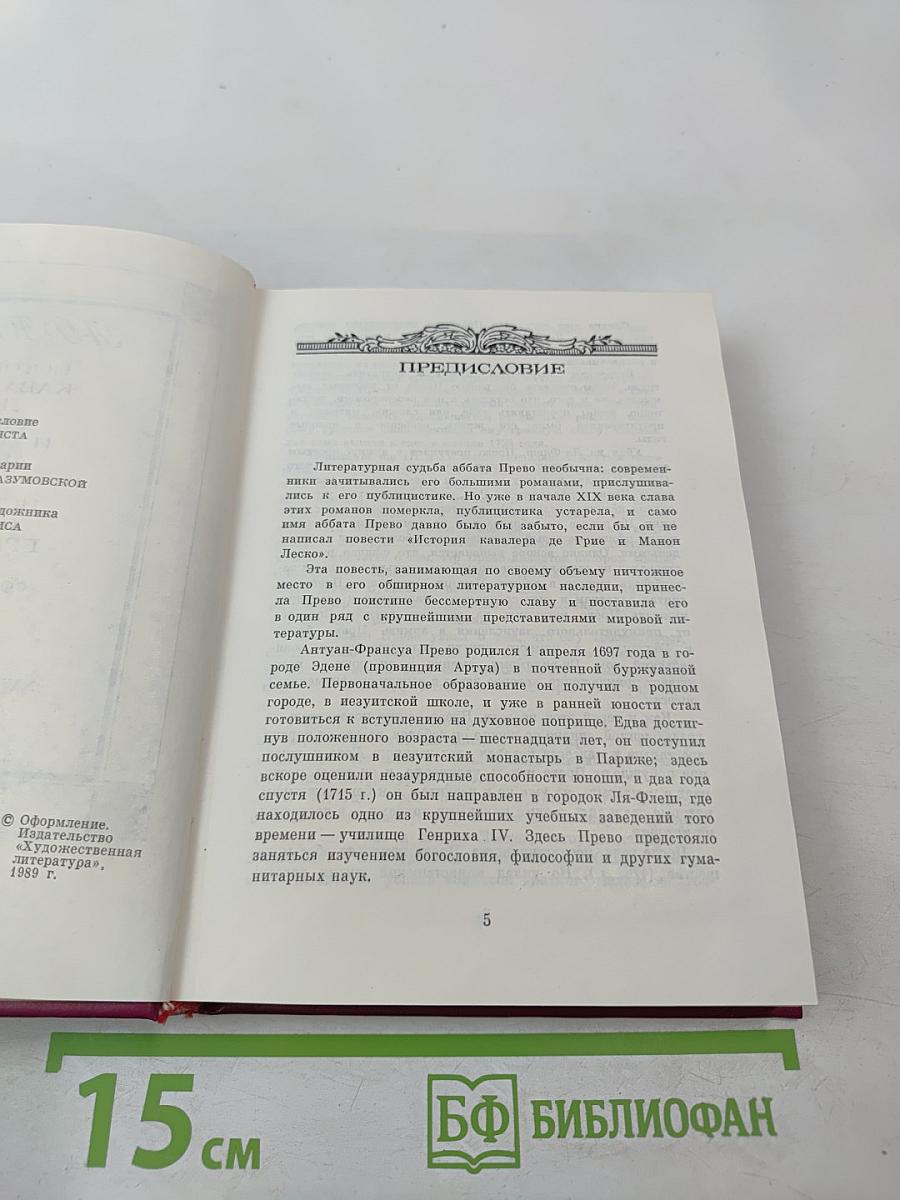 ИСТА
арии
АЗУМОВСКОЙ
© Оформление.
Издательство
«Художественная
литература»,
1989 г.
ПРЕДИСЛОВИЕ
Литературная судьба аббата Прево необычна: современ-
ники зачитывались его большими романами, прислушива-
лись к его публицистике. Но уже в начале XIX века слава
этих романов померкла, публицистика устарела, и само
имя аббата Прево давно было бы забыто, если бы он не
написал повести «История кавалера де Грие и Манон
Леско».
Эта повесть, занимающая по своему объему ничтожное
место в его обширном литературном наследии, принес-
ла Прево поистине бессмертную славу и поставила его
в один ряд с крупнейшими представителями мировой ли-
тературы.
Антуан-Франсуа Прево родился 1 апреля 1697 года в го-
роде Эдене (провинция Артуа) в почтенной буржуазной
семье. Первоначальное образование он получил в родном
городе, в иезуитской школе, и уже в ранней юности стал
готовиться к вступлению на духовное поприще. Едва достиг-
нув положенного возраста — шестнадцати лет, он поступил
послушником в иезуитский монастырь в Париже; здесь
вскоре оценили незаурядные способности юноши, и два года
спустя (1715 г.) он был направлен в городок Ля-Флеш, где
находилось одно из крупнейших учебных заведений того
времени — училище Генриха IV. Здесь Прево предстояло
заняться изучением богословия, философии и других гума-
нитарных наук.
5
15 см
БФ БИБЛИОФАН